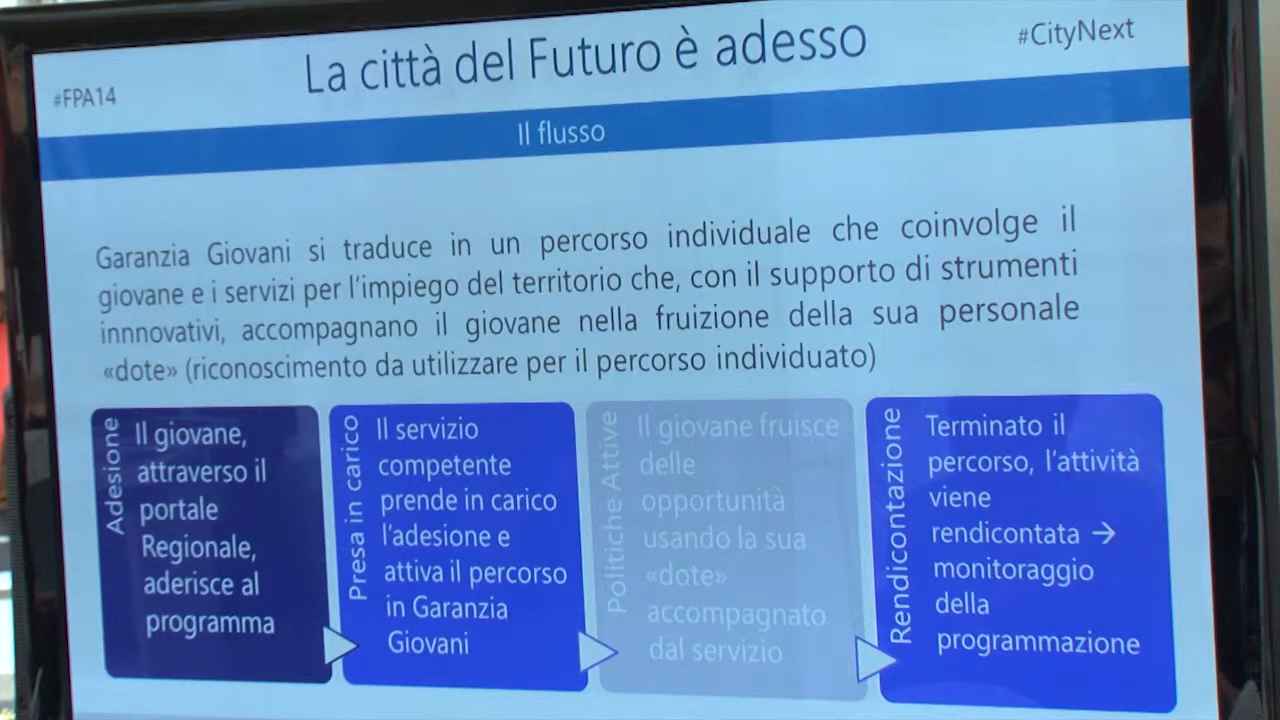 La città del Futuro è adesso
#CityNext
#FPA14
Il flusso
Garanzia Giovani si traduce in un percorso individuale che coinvolge il
giovane e i servizi per l'impiego del territorio che, con il supporto di strumenti
innnovativi, accompagnano il giovane nella fruizione della sua personale
«dote» (riconoscimento da utilizzare per il percorso individuato)
Adesione
Il giovane,
attraverso il
portale
Regionale,
aderisce al
programma
Presa in carico
Il servizio
competente
prende in carico
l'adesione e
attiva il percorso
in Garanzia
Giovani
Politiche Attive
Il giovane fruisce
delle
opportunità
usando la sua
«dote»
accompagnato
dal servizio
Rendicontazione
Terminato il
percorso, l'attività
viene
rendicontata →
monitoraggio
della
programmazione